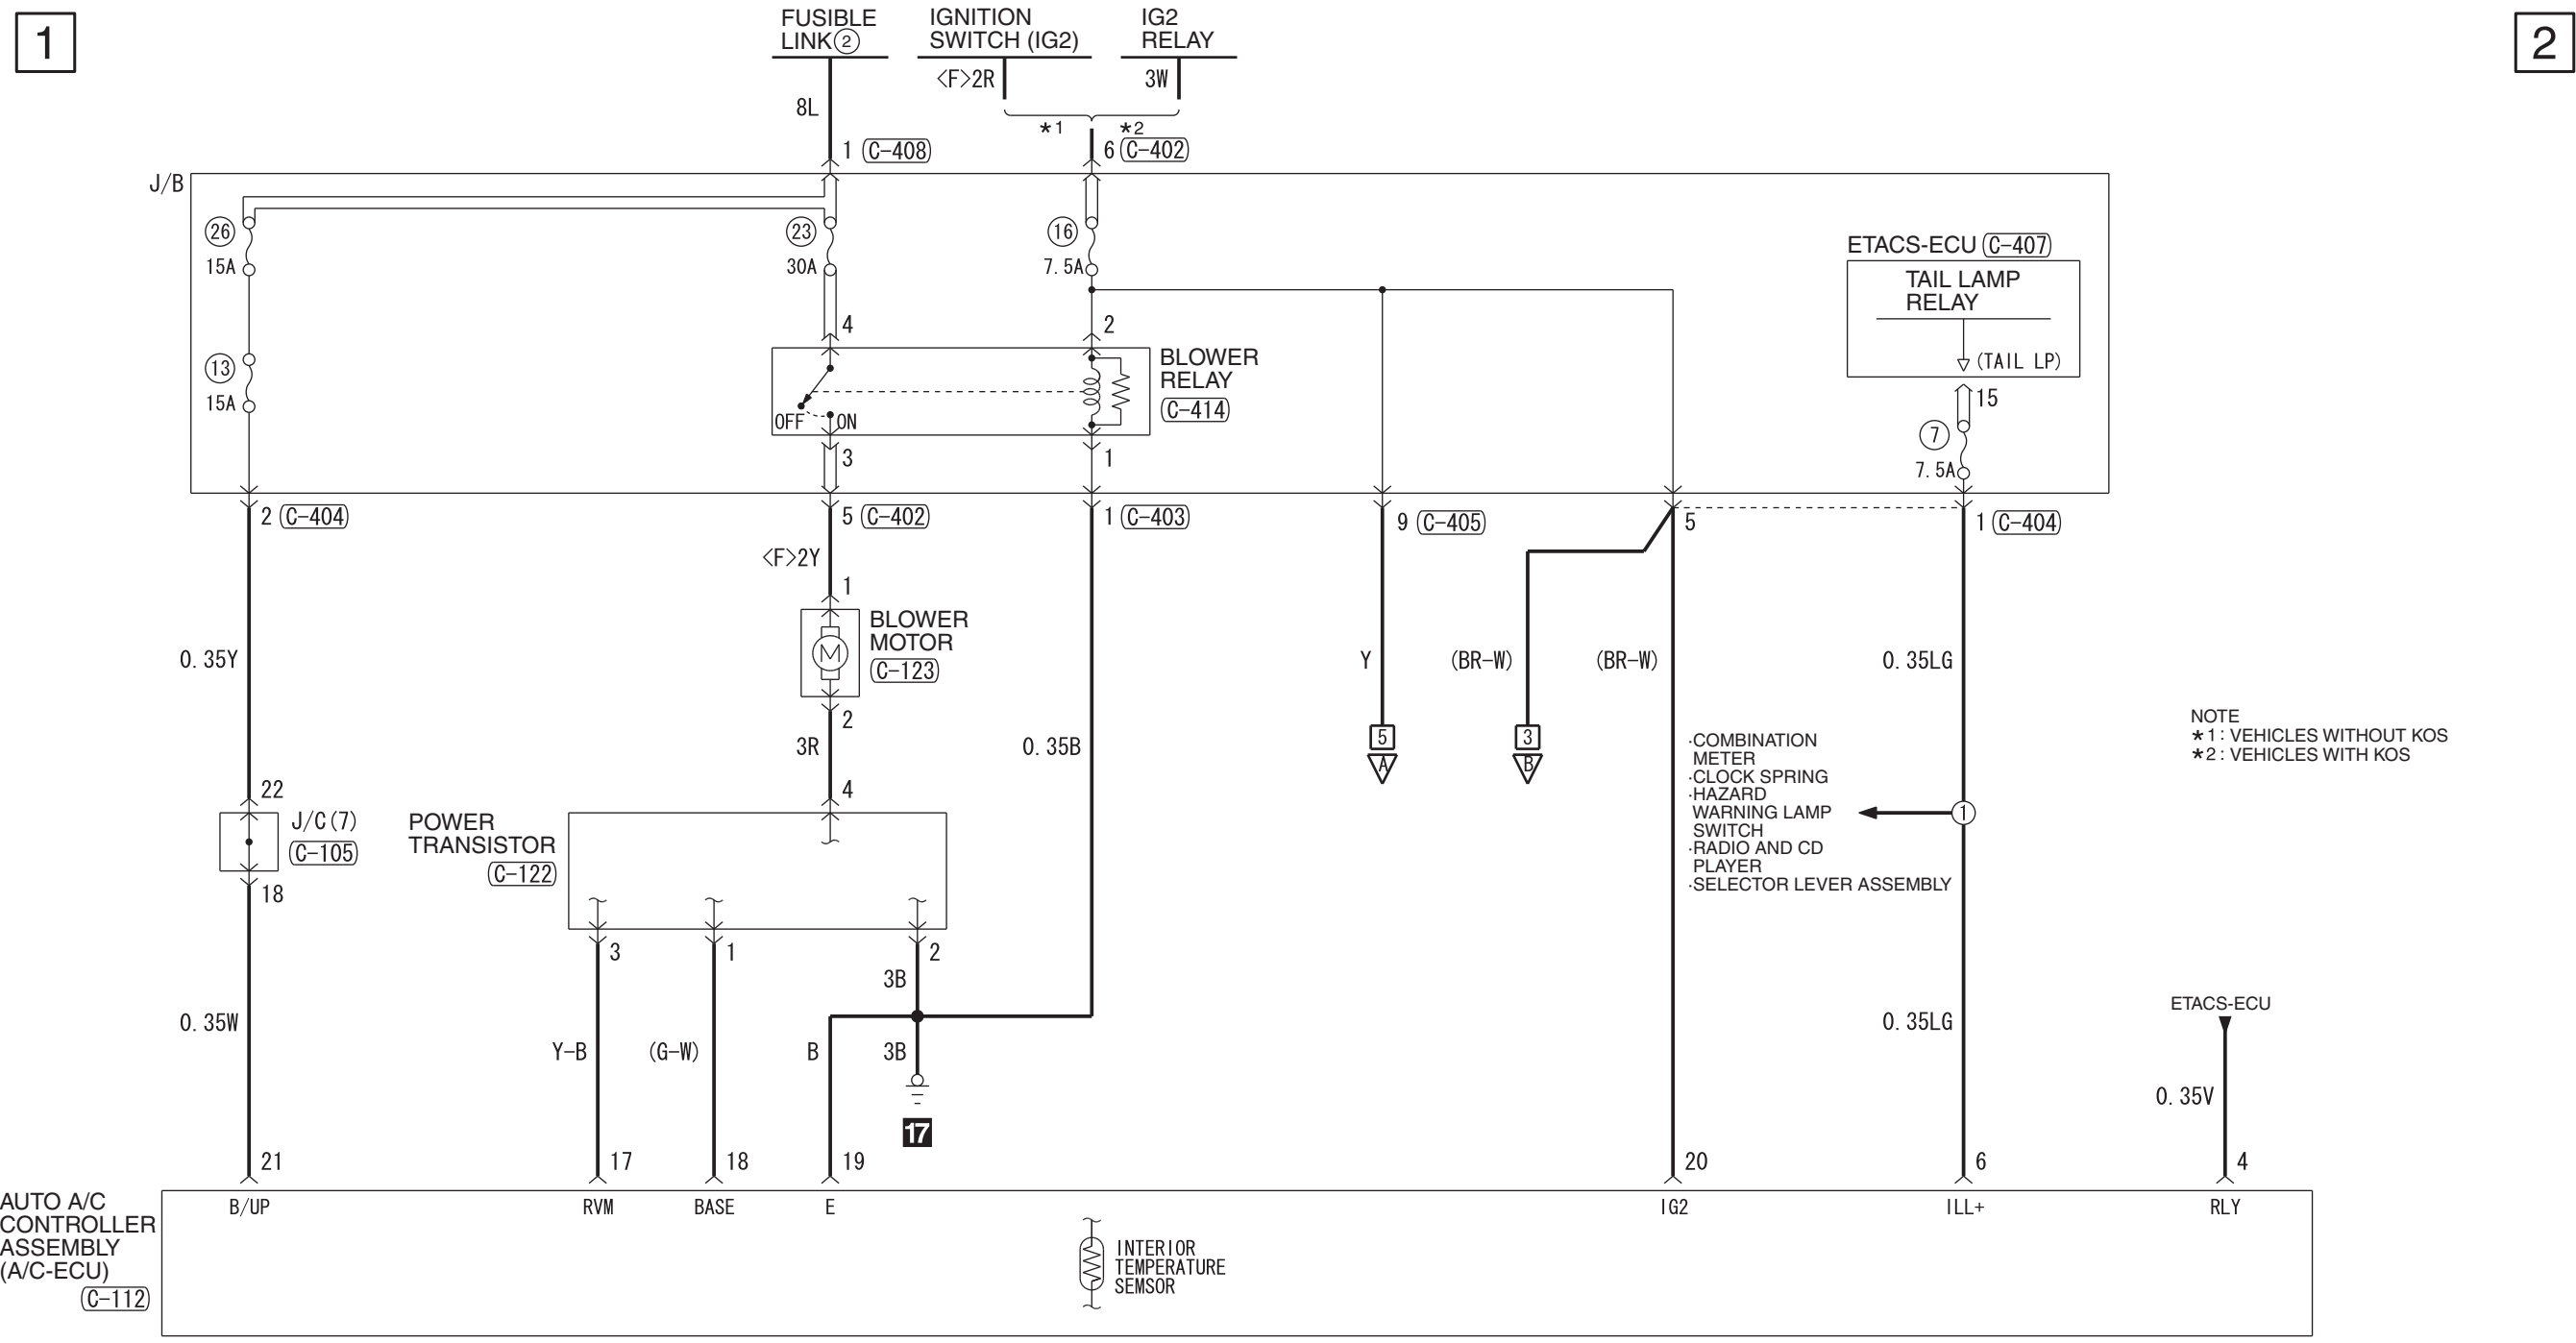 1
2
FUSIBLE
LINK 2
IGNITION
SWITCH (IG2)
IG2
RELAY
<F>2R
3W
8L
*1
*2
1 C-408
6 C-402
J/B
26
23
16
15A
30A
7.5A
ETACS-ECU C-407
TAIL LAMP
RELAY
(TAIL LP)
4
2
BLOWER
RELAY
C-414
13
15A
OFF
ON
15
7
7.5A
3
1
2 C-404
5 C-402
1 C-403
9 C-405
5
1 C-404
<F>2Y
1
BLOWER
MOTOR
C-123
0.35Y
Y
(BR-W)
(BR-W)
0.35LG
2
3R
0.35B
5
A
3
B
NOTE
*1: VEHICLES WITHOUT KOS
*2: VEHICLES WITH KOS
·COMBINATION
METER
·CLOCK SPRING
·HAZARD
WARNING LAMP
SWITCH
·RADIO AND CD
PLAYER
·SELECTOR LEVER ASSEMBLY
1
22
4
J/C(7)
C-105
POWER
TRANSISTOR
C-122
18
3
1
2
3B
0.35W
Y-B
(G-W)
B
3B
17
0.35LG
ETACS-ECU
0.35V
21
17
18
19
20
6
4
AUTO A/C
CONTROLLER
ASSEMBLY
(A/C-ECU)
C-112
B/UP
RVM
BASE
E
IG2
ILL+
RLY
INTERIOR
TEMPERATURE
SEMSOR